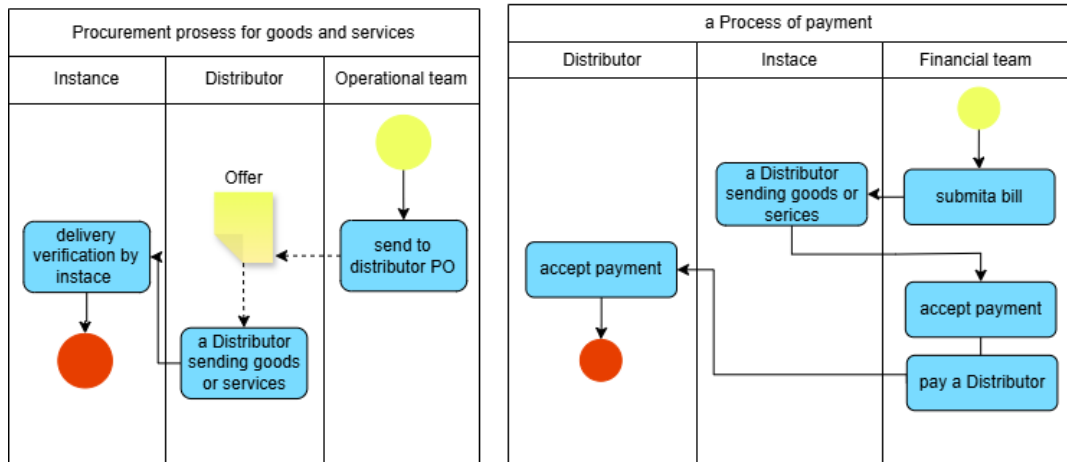 Procurement prosess for goods and services
Instance
Distributor
Operational team
Offer
send to
distributor PO
delivery
verification by
instace
a Distributor
sending goods
or services
a Process of payment
Distributor
Instace
Financial team
a Distributor
sending goods or
serices
submita bill
accept payment
accept payment
pay a Distributor